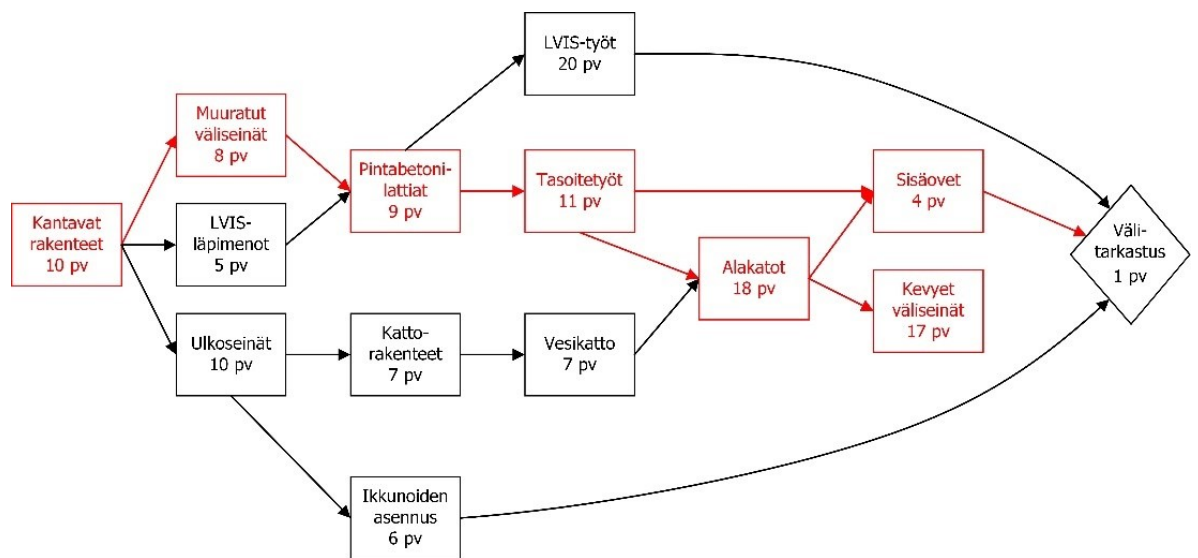 LVIS-työt
20 pv
Muuratut
väliseinät
8 pv
Pintabetoni-
lattiat
9 pv
Tasoitetyöt
11 pv
Sisäovet
4 pv
Kantavat
rakenteet
10 pv
LVIS-
läpimenot
5 pv
Alakatot
18 pv
Väli-
tarkastus
1 pv
Kevyet
väliseinät
17 pv
Ulkoseinät
10 pv
Katto-
rakenteet
7 pv
Vesikatto
7 pv
Ikkunoiden
asennus
6 pv